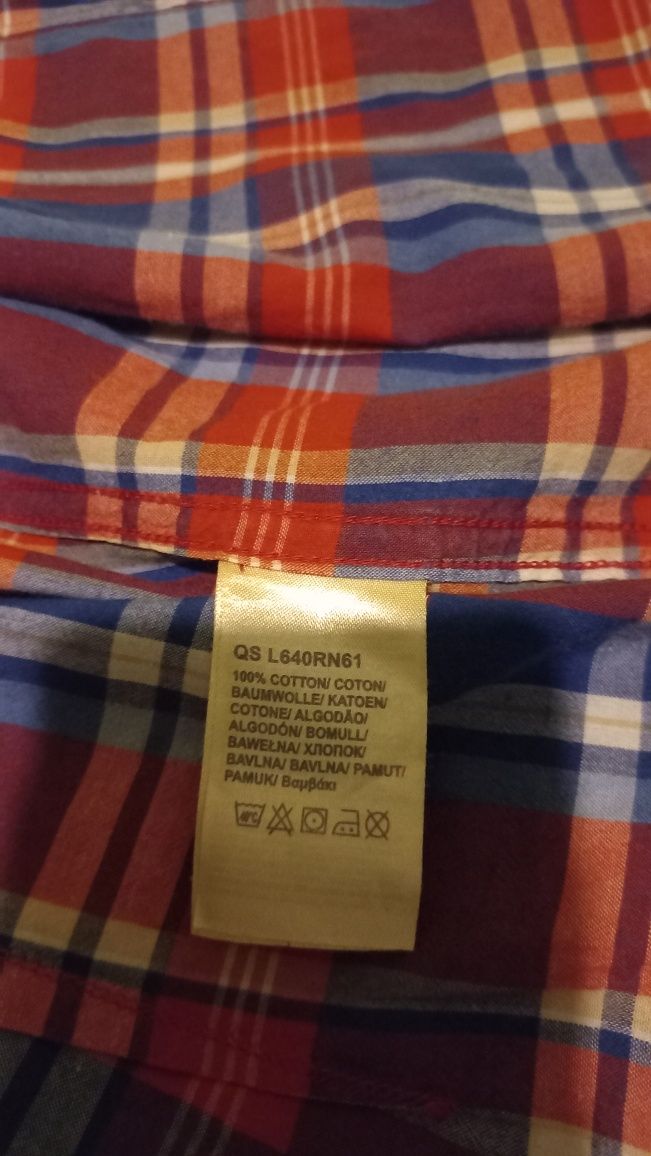 QS L640RN61
100% COTTON/ COTON/
BAUMWOLLE/ KATOEN/
COTONE/ ALGODÃO/
ALGODÓN/ BOMULL/
BAWEŁNA/ ХЛОПОК/
BAVLNA/ BAVLNA/ PAMUT/
PAMUK/ Βαμβάκι